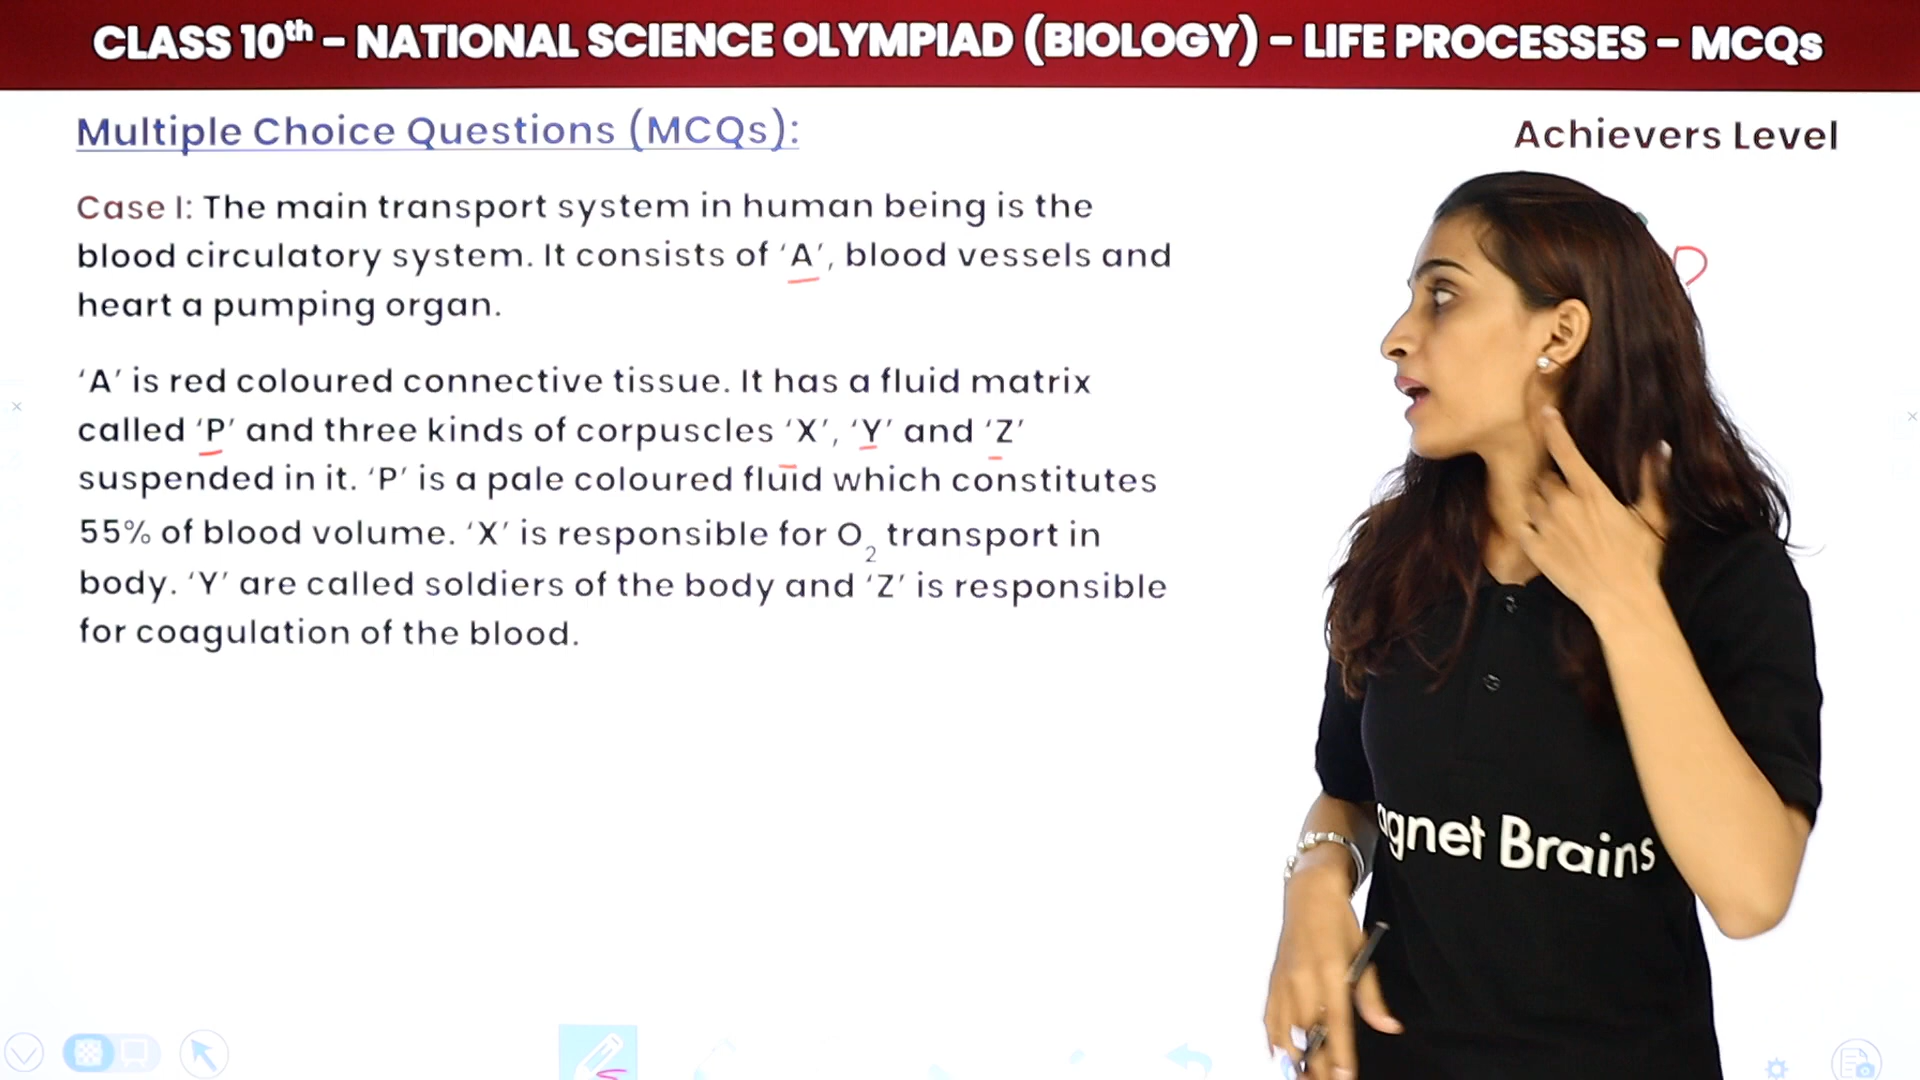 CLASS 10th - NATIONAL SCIENCE OLYMPIAD (BIOLOGY) - LIFE PROCESSES - MCQs
Multiple Choice Questions (MCQs):
Achievers Level
Case I: The main transport system in human being is the
blood circulatory system. It consists of ‘A’, blood vessels and
heart a pumping organ.
‘A’ is red coloured connective tissue. It has a fluid matrix
called ‘P’ and three kinds of corpuscles ‘X’, ‘Y’ and ‘Z’
suspended in it. ‘P’ is a pale coloured fluid which constitutes
55% of blood volume. ‘X’ is responsible for O2 transport in
body. ‘Y’ are called soldiers of the body and ‘Z’ is responsible
for coagulation of the blood.
agnet Brains